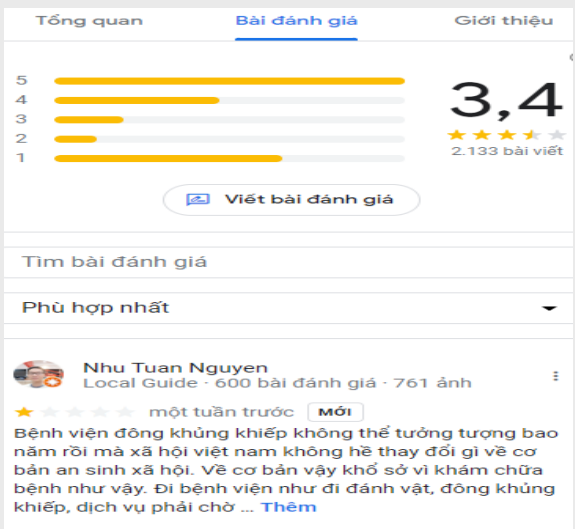 Tổng quan Bài đánh giá Giới thiệu
5
4
3
2
1
3,4
2.133 bài viết
Viết bài đánh giá
Tìm bài đánh giá
Phù hợp nhất
Nhu Tuan Nguyen
Local Guide · 600 bài đánh giá · 761 ảnh
một tuần trước MỚI
Bệnh viện đông khủng khiếp không thể tưởng tượng bao
năm rồi mà xã hội việt nam không hề thay đổi gì về cơ
bản an sinh xã hội. Về cơ bản vậy khổ sở vì khám chữa
bệnh như vậy. Đi bệnh viện như đi đánh vật, đông khủng
khiếp, dịch vụ phải chờ ... Thêm